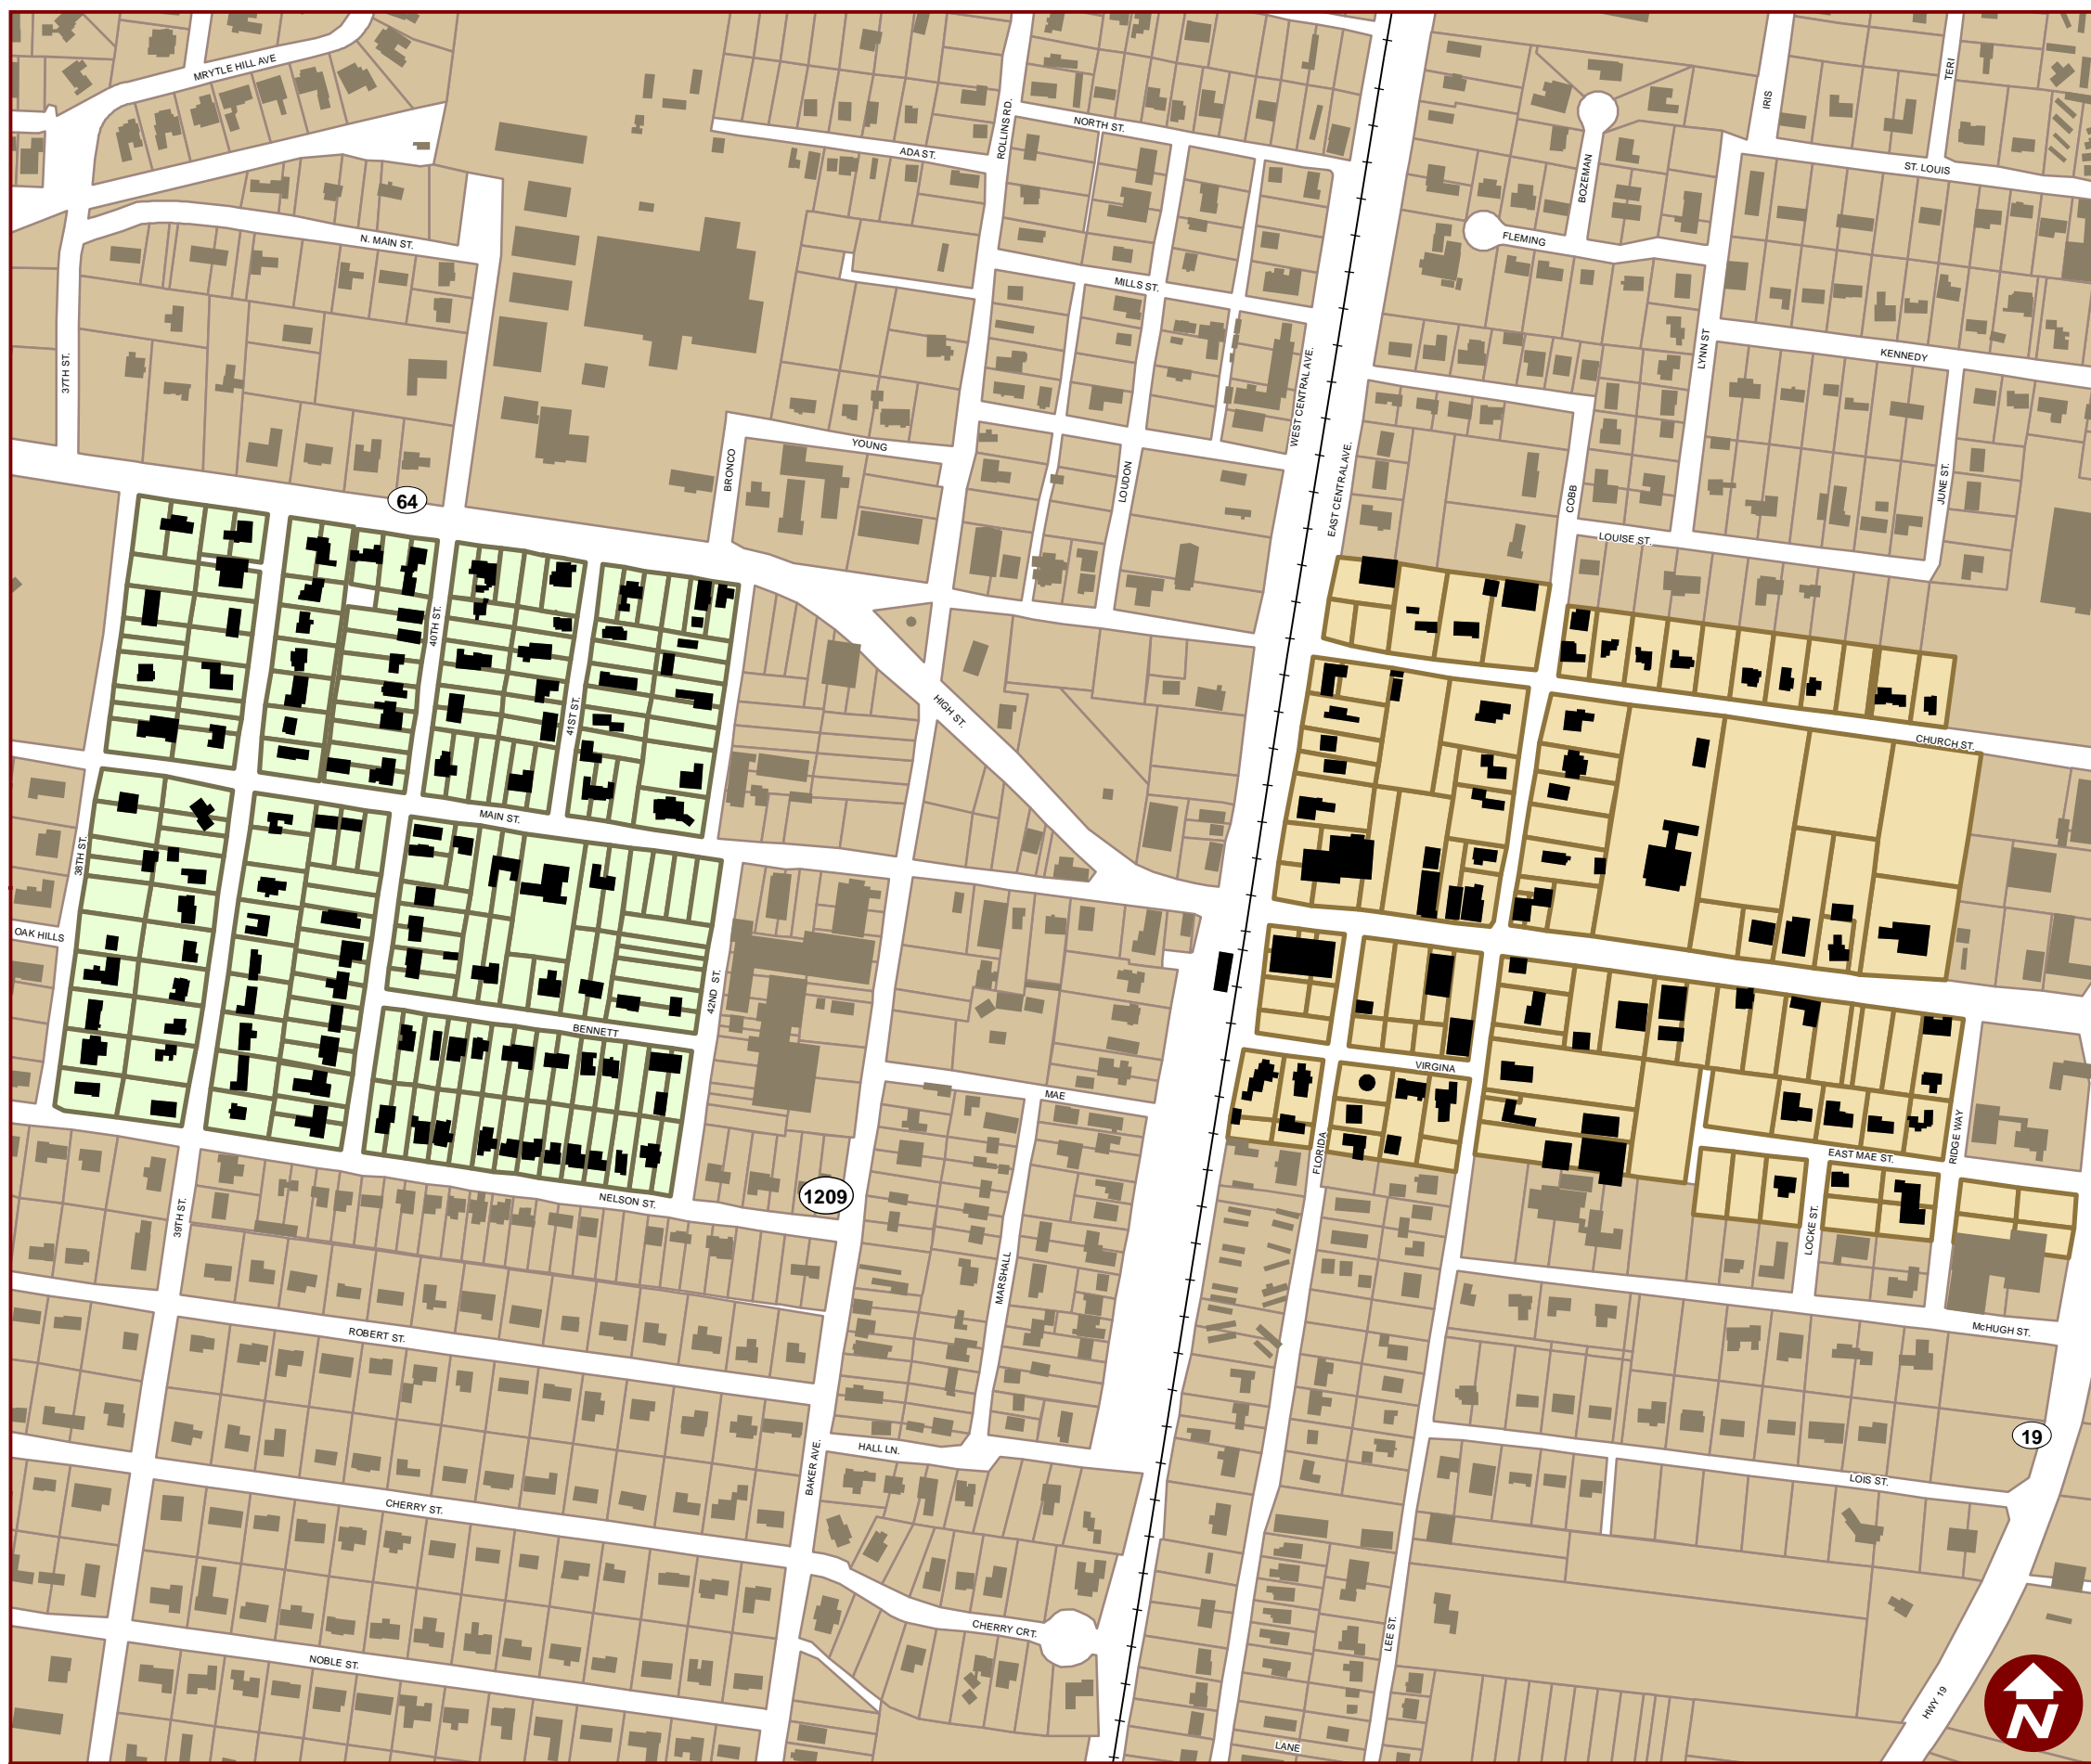 MRYTLE HILL AVE
TERI
IRIS
ROLLINS RD.
NORTH ST.
ADA ST.
ST. LOUIS
BOZEMAN
N. MAIN ST.
FLEMING
MILLS ST.
LYNN ST
KENNEDY
37TH ST.
WEST CENTRAL AVE.
YOUNG
BRONCO
LOUDON
EAST CENTRAL AVE.
COBB
JUNE ST.
64
LOUISE ST.
40TH ST.
41ST ST.
HIGH ST.
CHURCH ST.
MAIN ST.
38TH ST.
OAK HILLS
42ND ST.
BENNETT
VIRGINA
MAE
FLORIDA
RIDGE WAY
EAST MAE ST.
1209
NELSON ST.
39TH ST.
LOCKE ST.
MARSHALL
ROBERT ST.
McHUGH ST.
19
HALL LN.
BAKER AVE.
LOIS ST.
CHERRY ST.
CHERRY CRT.
LEE ST.
NOBLE ST.
HWY 19
LANE
N